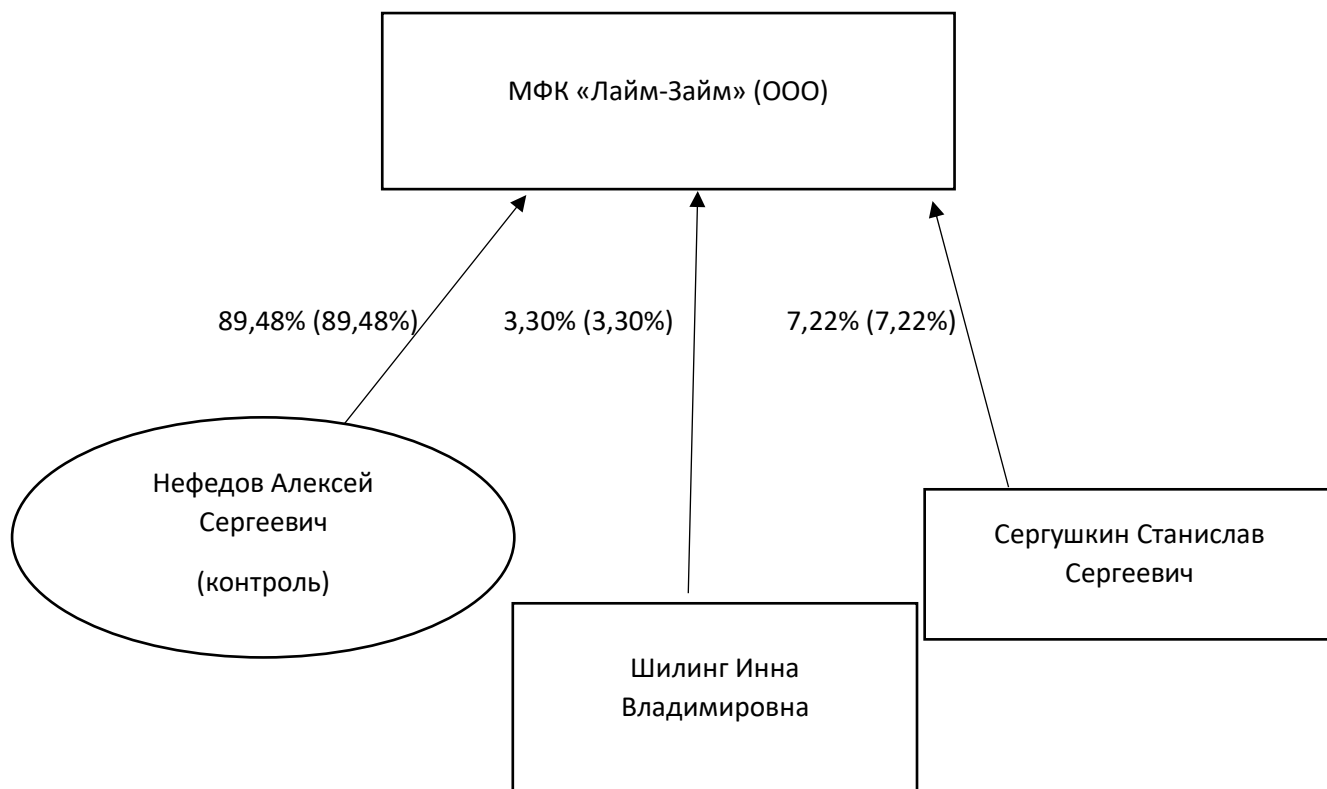 МФК «Лайм-Займ» (ООО)
89,48% (89,48%)
3,30% (3,30%)
7,22% (7,22%)
Нефедов Алексей
Сергеевич
(контроль)
Сергушкин Станислав
Сергеевич
Шилинг Инна
Владимировна